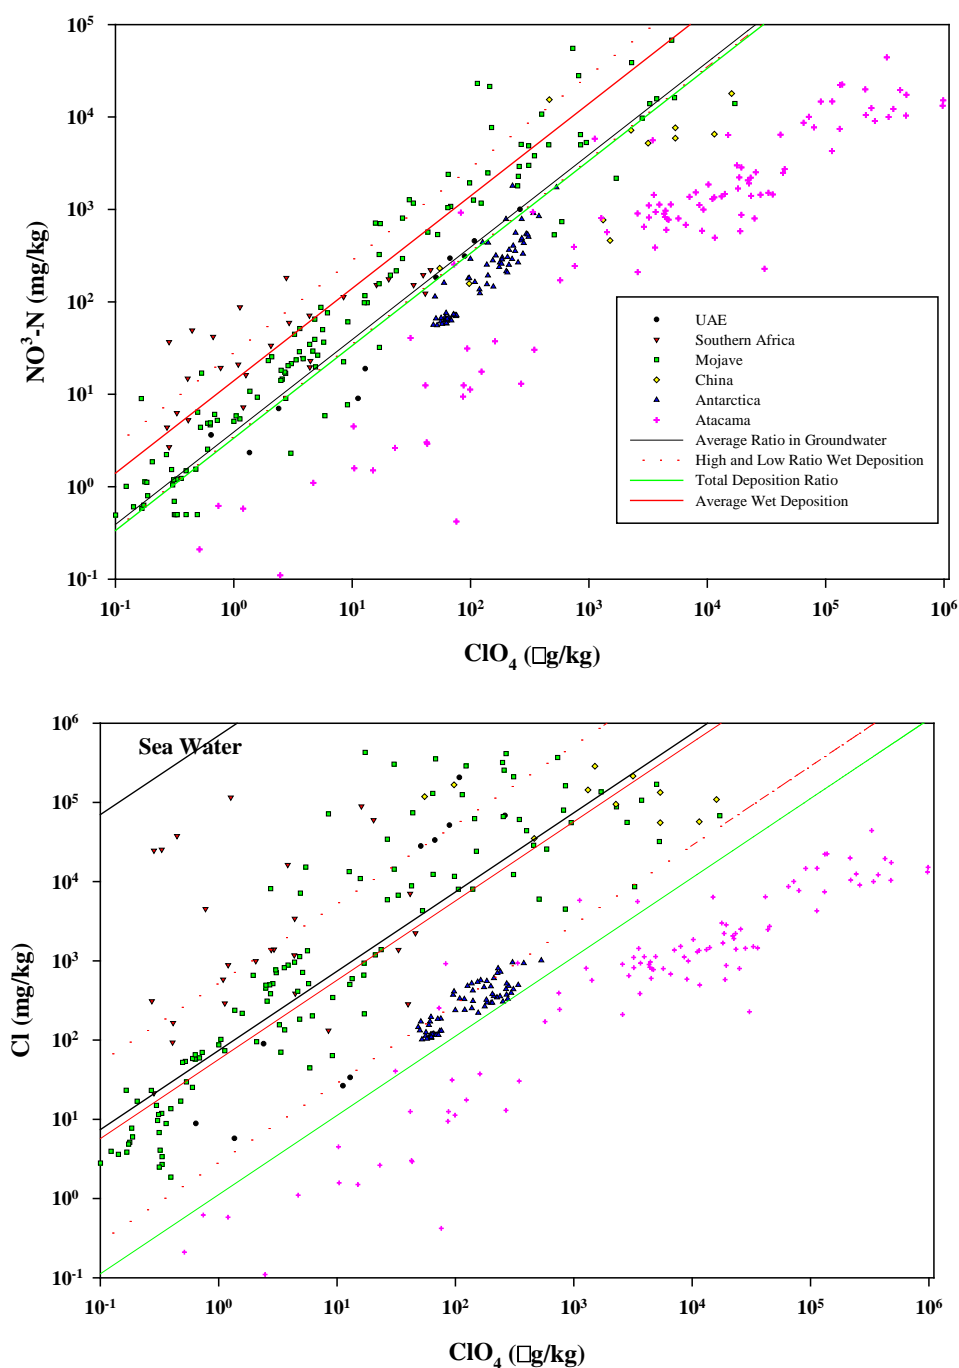 10⁵
10⁴
10³
10²
10¹
10⁰
10⁻¹
NO³-N (mg/kg)
UAE
Southern Africa
Mojave
China
Antarctica
Atacama
Average Ratio in Groundwater
High and Low Ratio Wet Deposition
Total Deposition Ratio
Average Wet Deposition
10⁻¹ 10⁰ 10¹ 10² 10³ 10⁴ 10⁵ 10⁶
ClO₄ (□g/kg)
10⁶
10⁵
10⁴
10³
10²
10¹
10⁰
10⁻¹
Cl (mg/kg)
Sea Water
10⁻¹ 10⁰ 10¹ 10² 10³ 10⁴ 10⁵ 10⁶
ClO₄ (□g/kg)